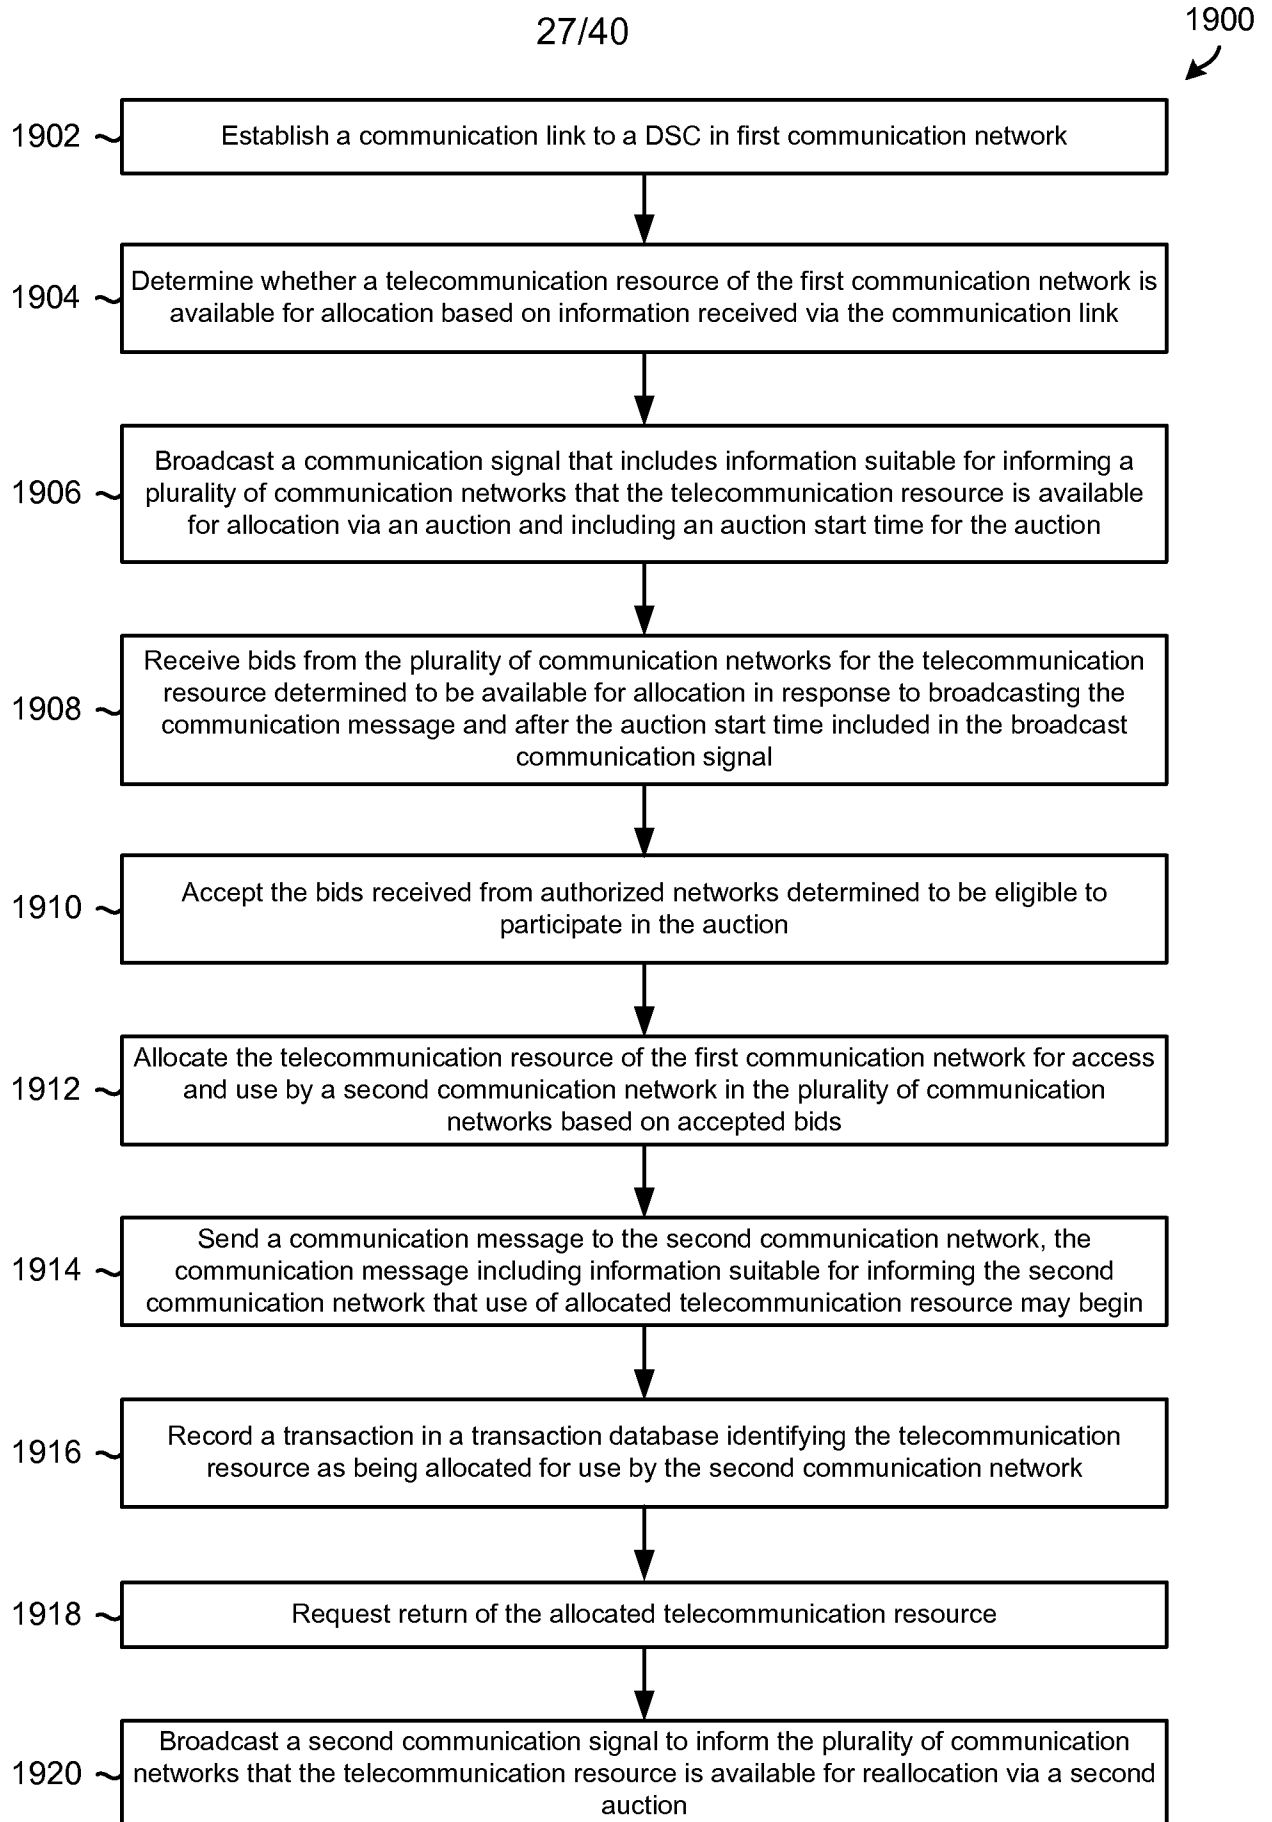 27/40
1900
1902
Establish a communication link to a DSC in first communication network
1904
Determine whether a telecommunication resource of the first communication network is
available for allocation based on information received via the communication link
1906
Broadcast a communication signal that includes information suitable for informing a
plurality of communication networks that the telecommunication resource is available
for allocation via an auction and including an auction start time for the auction
1908
Receive bids from the plurality of communication networks for the telecommunication
resource determined to be available for allocation in response to broadcasting the
communication message and after the auction start time included in the broadcast
communication signal
1910
Accept the bids received from authorized networks determined to be eligible to
participate in the auction
1912
Allocate the telecommunication resource of the first communication network for access
and use by a second communication network in the plurality of communication
networks based on accepted bids
1914
Send a communication message to the second communication network, the
communication message including information suitable for informing the second
communication network that use of allocated telecommunication resource may begin
1916
Record a transaction in a transaction database identifying the telecommunication
resource as being allocated for use by the second communication network
1918
Request return of the allocated telecommunication resource
1920
Broadcast a second communication signal to inform the plurality of communication
networks that the telecommunication resource is available for reallocation via a second
auction